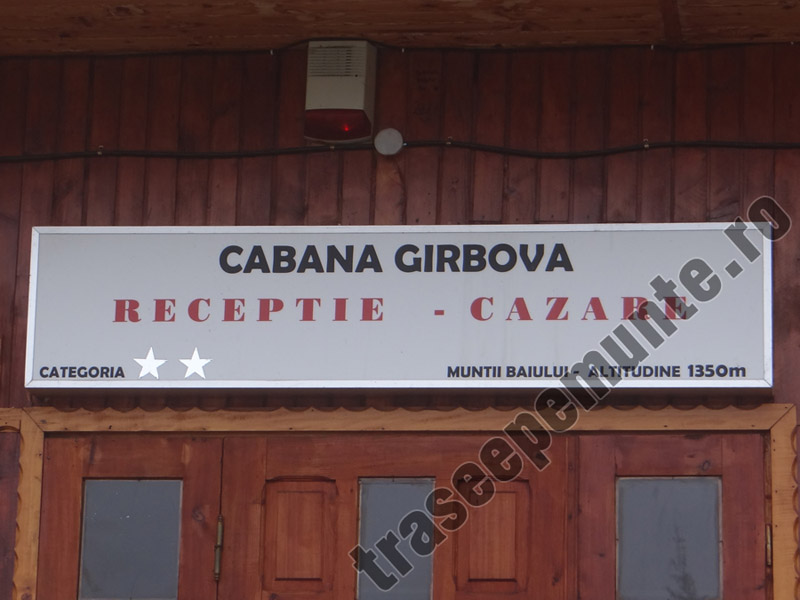 CABANA GIRBOVA
RECEPTIE - CAZARE
CATEGORIA
MUNTII BAIULUI - ALTITUDINE 1350m
traseepemunte.ro